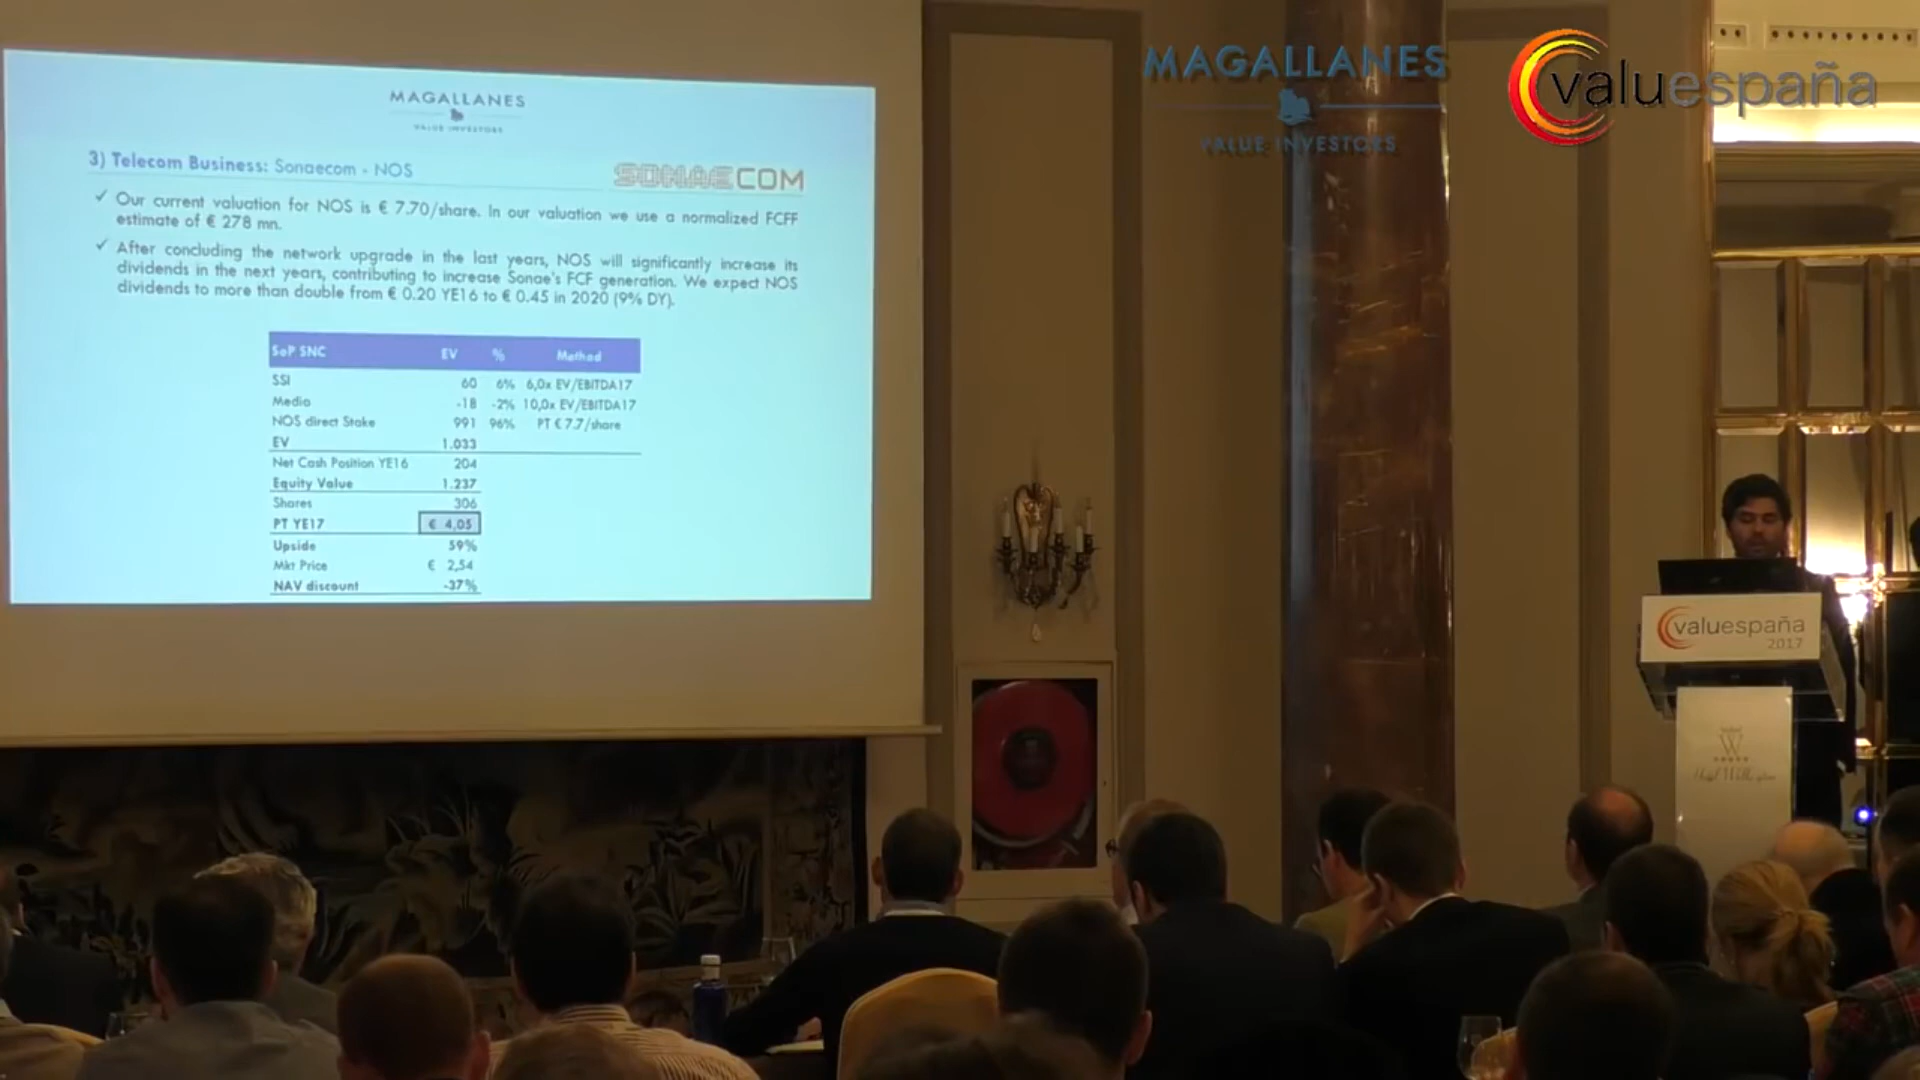 MAGALLANES
VALUE INVESTORS
3) Telecom Business: Sonaecom - NOS
SONAECOM
✓ Our current valuation for NOS is € 7.70/share. In our valuation we use a normalized FCFF
estimate of € 278 mn.
✓ After concluding the network upgrade in the last years, NOS will significantly increase its
dividends in the next years, contributing to increase Sonae's FCF generation. We expect NOS
dividends to more than double from € 0.20 YE16 to € 0.45 in 2020 (9% DY).
SoP SNC EV % Method
SSI 60 6% 6,0x EV/EBITDA17
Media -18 -2% 10,0x EV/EBITDA17
NOS direct Stake 991 96% PT € 7.7/share
EV 1.033
Net Cash Position YE16 204
Equity Value 1.237
Shares 306
PT YE17 € 4,05
Upside 59%
Mkt Price € 2,54
NAV discount -37%
MAGALLANES
VALUE INVESTORS
valuespaña
valuespaña
2017
W